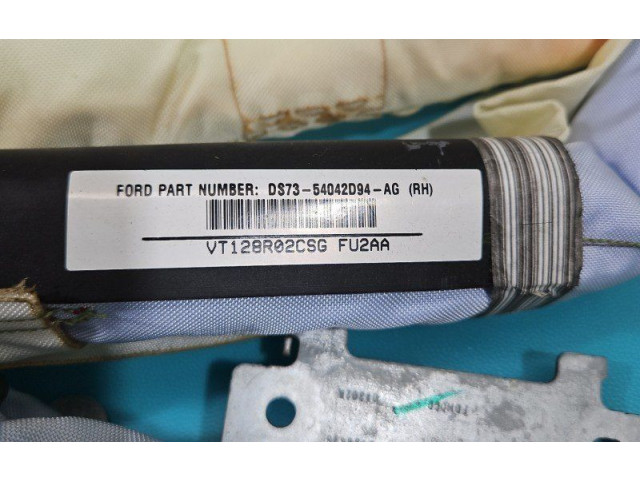 FORD PART NUMBER: DS73-54042D94-AG (RH)
VT128R02CSG FU2AA